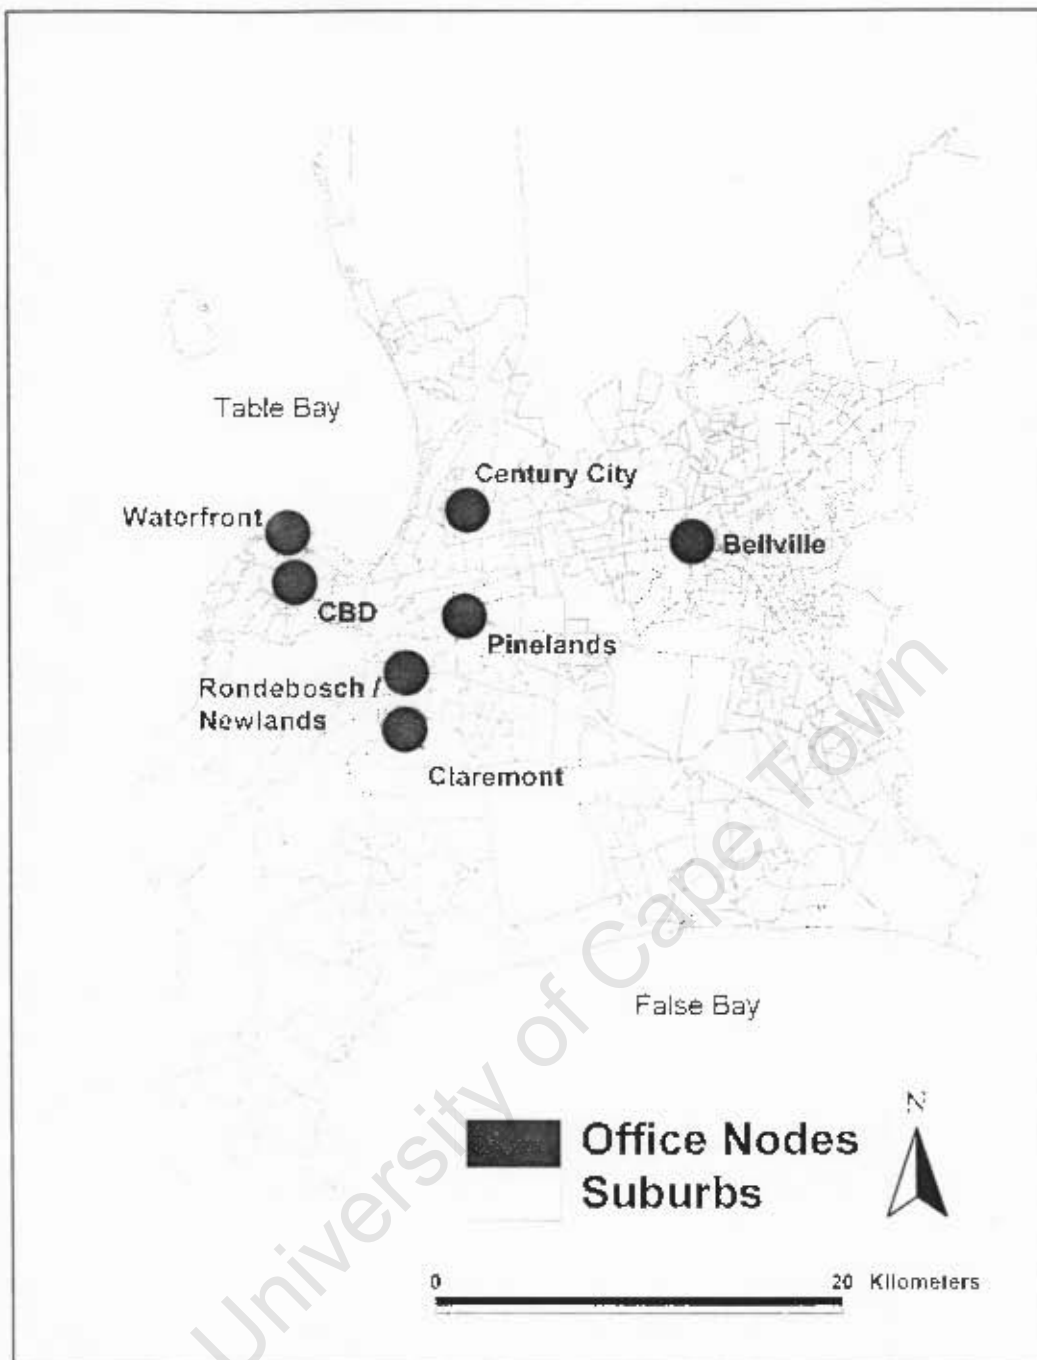 Table Bay
Century City
Waterfront
Bellville
CBD
Pinelands
Rondebosch /
Newlands
Claremont
False Bay
N
Office Nodes
Suburbs
0 20 Kilometers
University of Cape Town